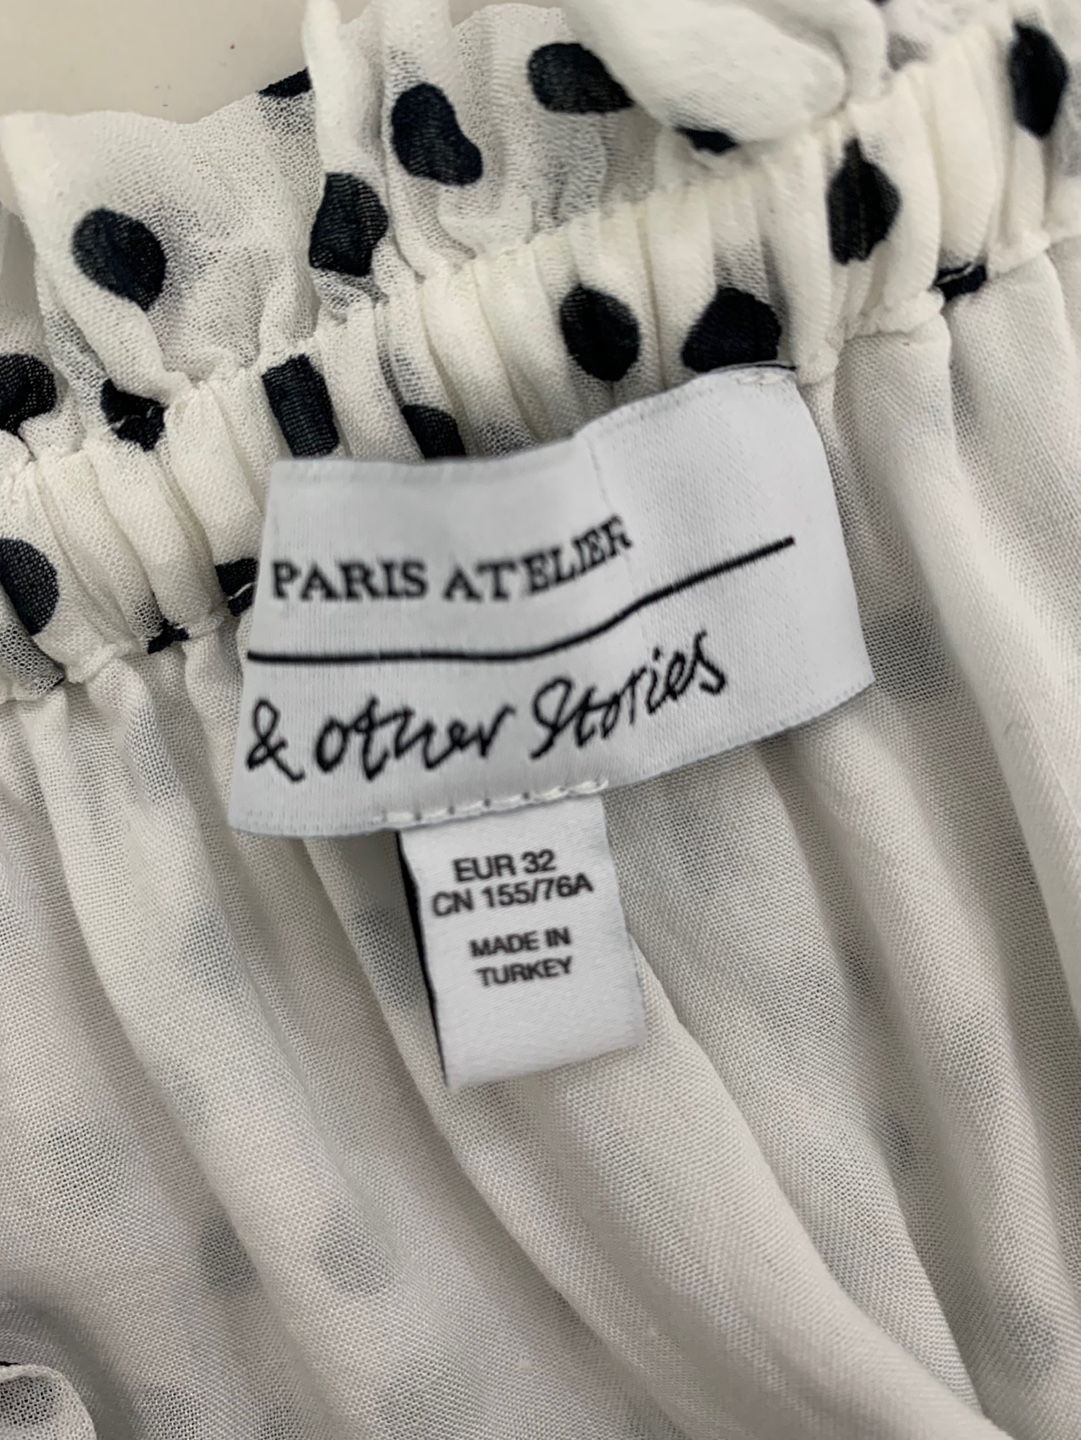 PARIS ATELIER
& other Stories
EUR 32
CN 155/76A
MADE IN
TURKEY